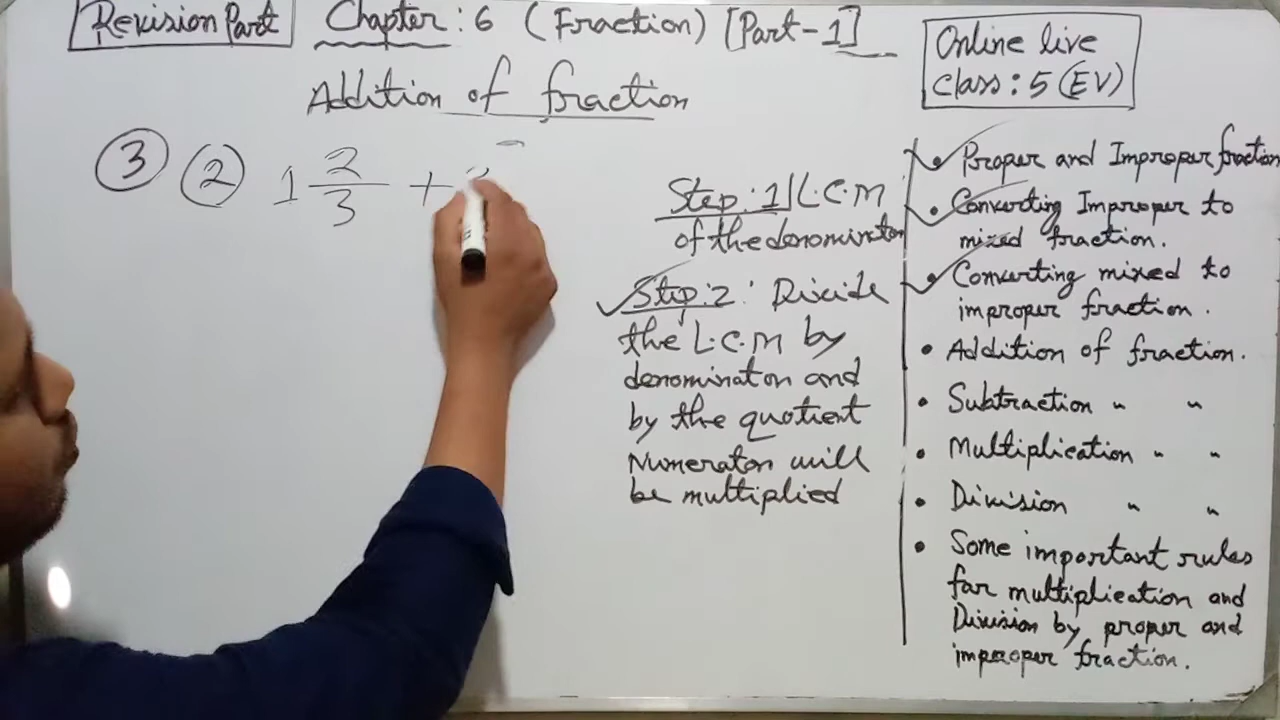 Revision Part
Chapter : 6 (Fraction) [Part-1]
Addition of fraction
Online live
class : 5 (EV)
③ ② 1 2/3 +
Step : 1| L.C.M
of the denominator
Step : 2 : Divide
the L.C.M by
denominator and
by the quotient
Numerator will
be multiplied
• Proper and Improper fraction
• Converting Improper to
mixed fraction.
• Converting mixed to
improper fraction.
• Addition of fraction.
• Subtraction " "
• Multiplication " "
• Division " "
• Some important rules
for multiplication and
Division by proper and
improper fraction.